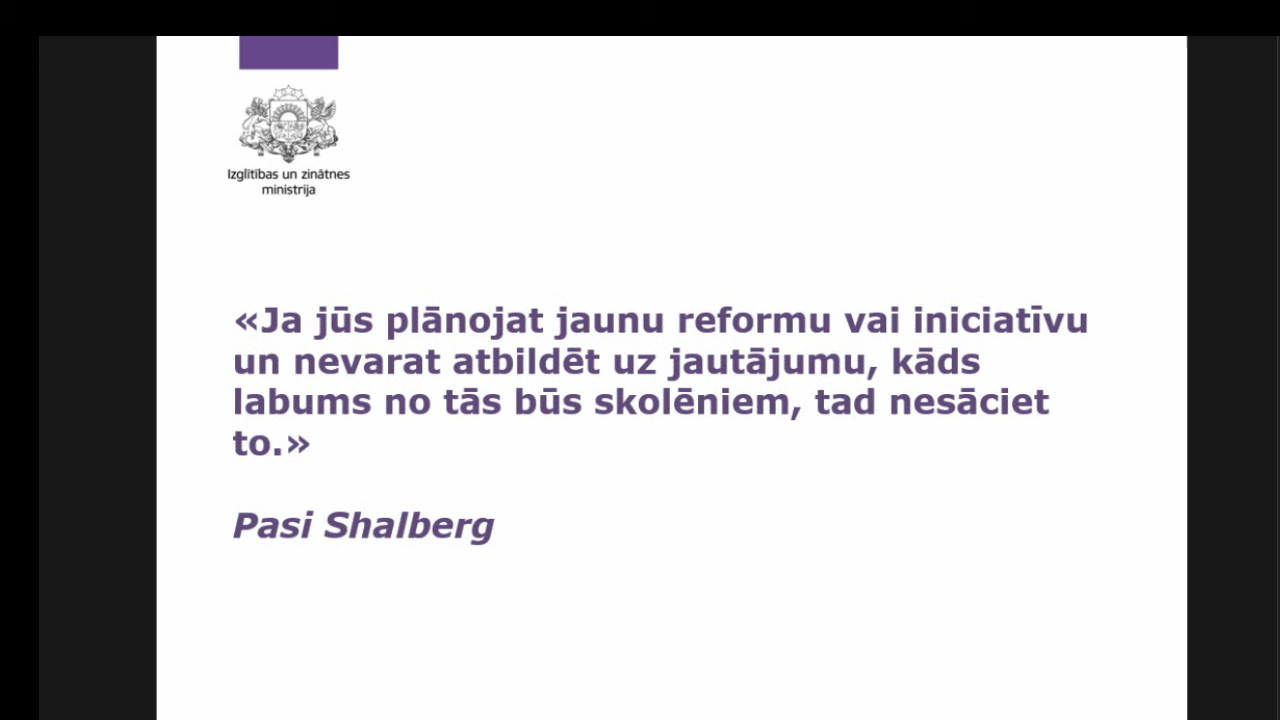 Izglītības un zinātnes
ministrija
«Ja jūs plānojat jaunu reformu vai iniciatīvu
un nevarat atbildēt uz jautājumu, kāds
labums no tās būs skolēniem, tad nesāciet
to.»
Pasi Shalberg